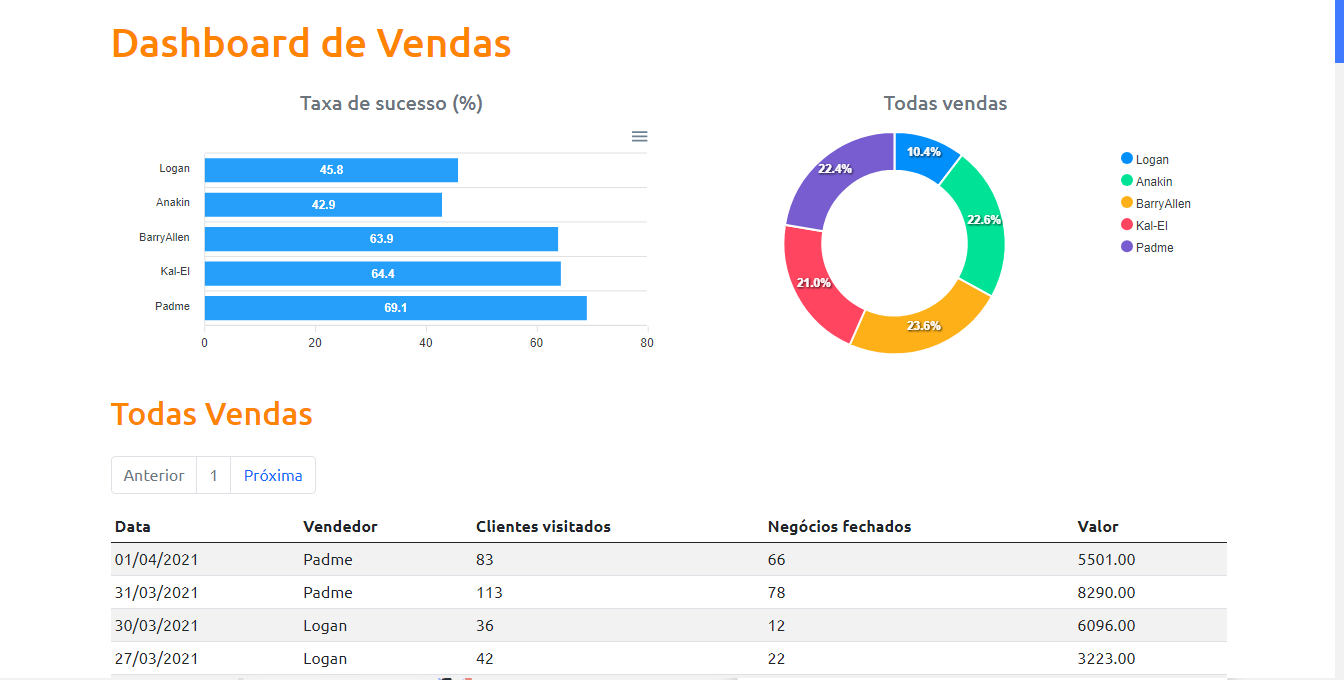 Dashboard de Vendas
Taxa de sucesso (%)
Logan 45.8
Anakin 42.9
BarryAllen 63.9
Kal-El 64.4
Padme 69.1
0 20 40 60 80
Todas vendas
10.4%
22.6%
23.6%
21.0%
22.4%
Logan
Anakin
BarryAllen
Kal-El
Padme
Todas Vendas
Anterior 1 Próxima
Data Vendedor Clientes visitados Negócios fechados Valor
01/04/2021 Padme 83 66 5501.00
31/03/2021 Padme 113 78 8290.00
30/03/2021 Logan 36 12 6096.00
27/03/2021 Logan 42 22 3223.00